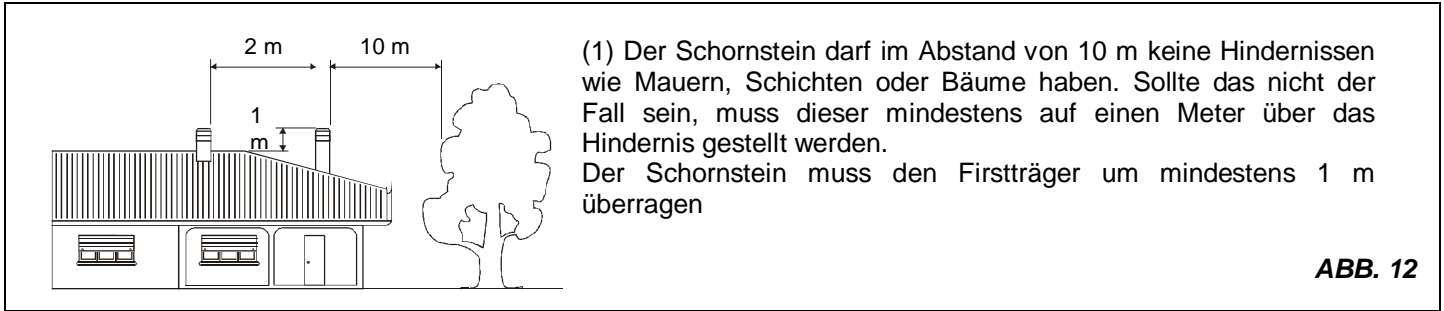 2 m 10 m
1
m
(1) Der Schornstein darf im Abstand von 10 m keine Hindernissen
wie Mauern, Schichten oder Bäume haben. Sollte das nicht der
Fall sein, muss dieser mindestens auf einen Meter über das
Hindernis gestellt werden.
Der Schornstein muss den Firstträger um mindestens 1 m
überragen
ABB. 12